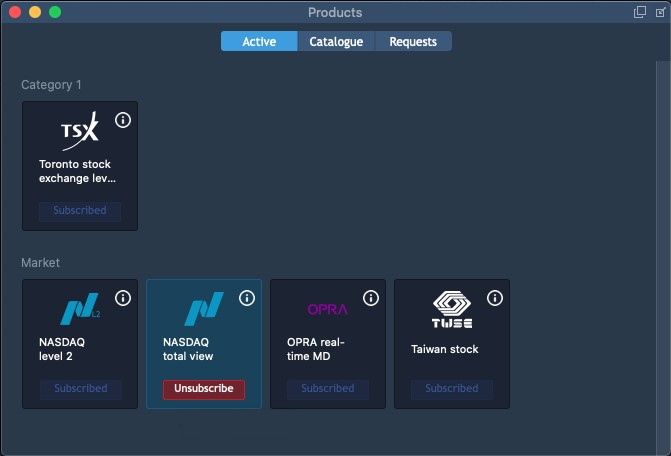 Products
Active Catalogue Requests
Category 1
TSX
Toronto stock
exchange lev...
Subscribed
Market
L2
NASDAQ
level 2
Subscribed
NASDAQ
total view
Unsubscribe
OPRA
OPRA real-
time MD
Subscribed
TWSE
Taiwan stock
Subscribed